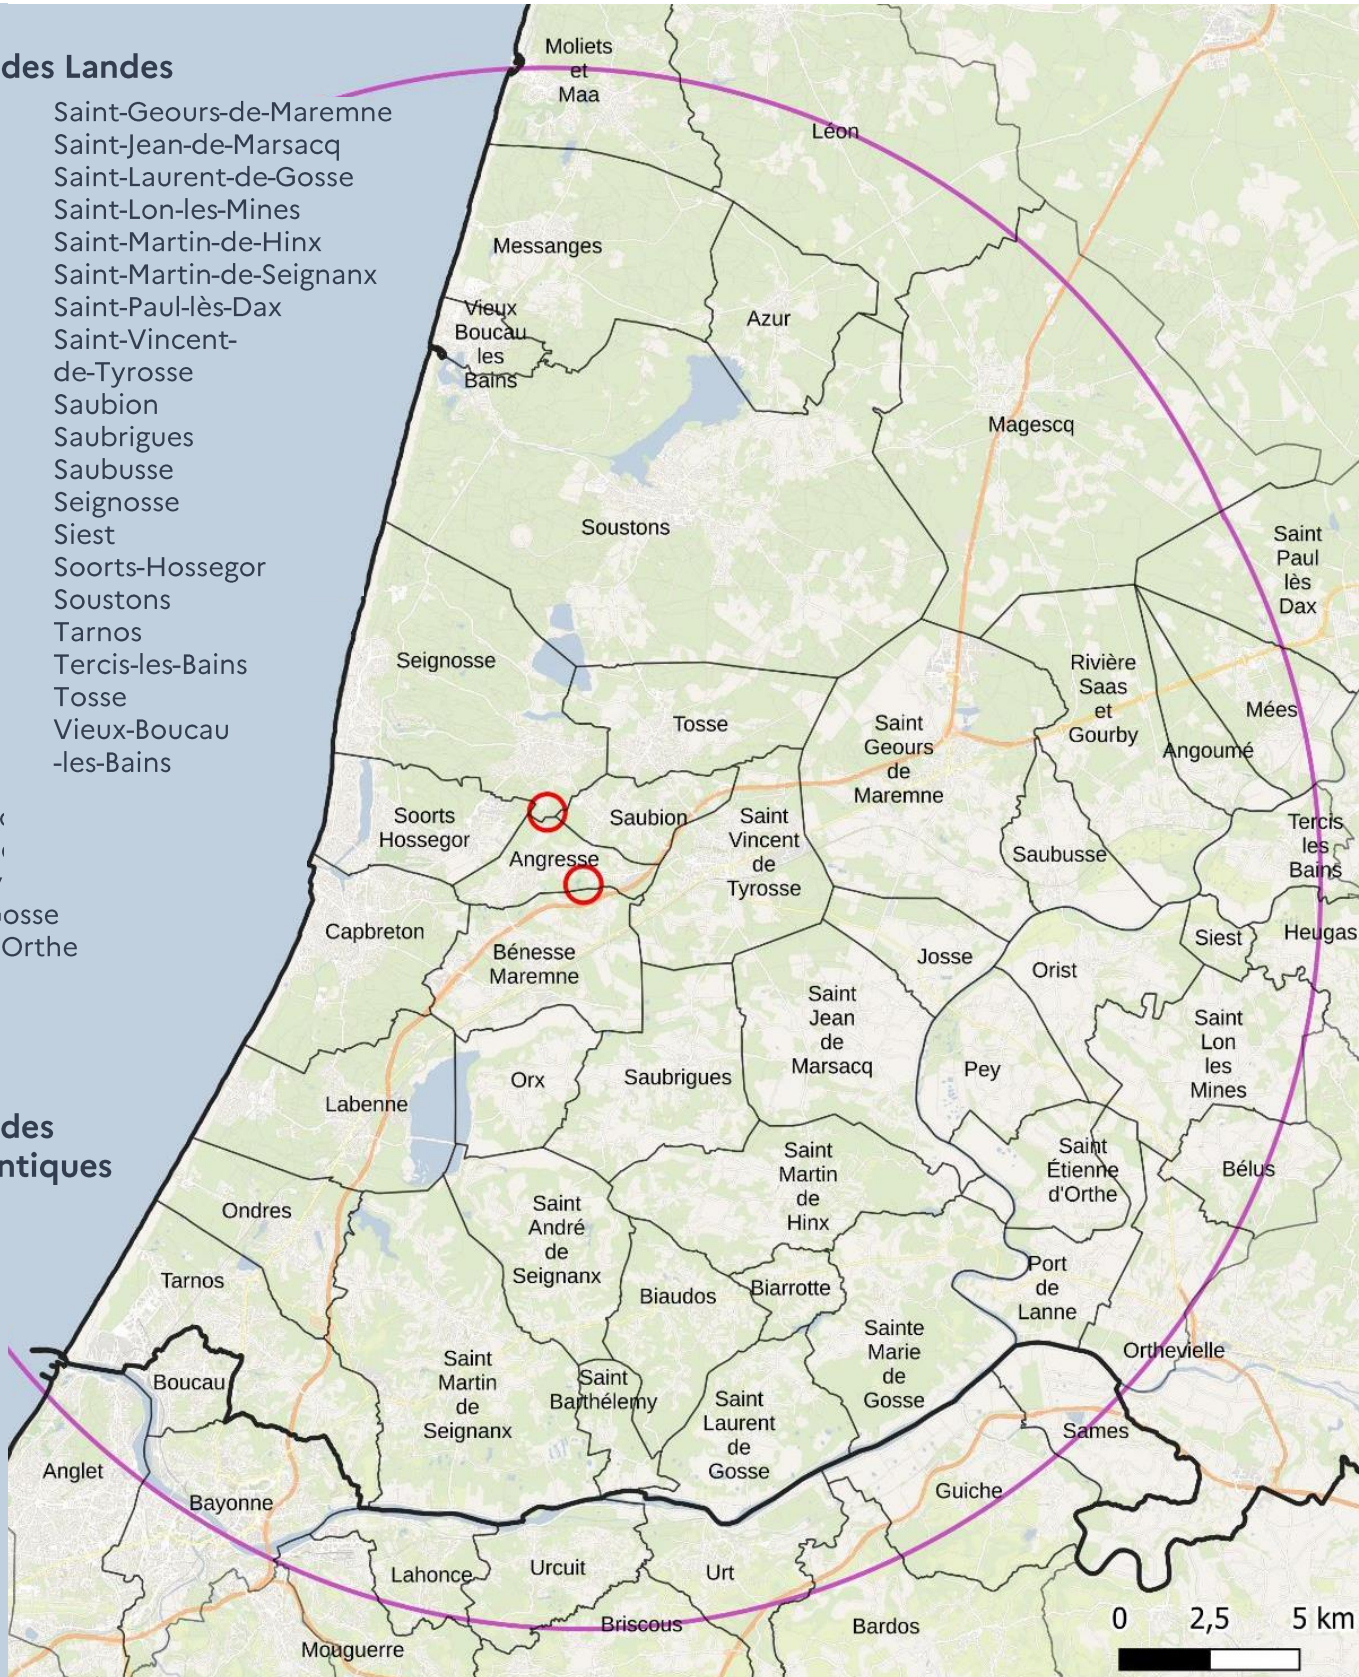 des Landes
Saint-Geours-de-Maremne
Saint-Jean-de-Marsacq
Saint-Laurent-de-Gosse
Saint-Lon-les-Mines
Saint-Martin-de-Hinx
Saint-Martin-de-Seignanx
Saint-Paul-lès-Dax
Saint-Vincent-
de-Tyrosse
Saubion
Saubrigues
Saubusse
Seignosse
Siest
Soorts-Hossegor
Soustons
Tarnos
Tercis-les-Bains
Tosse
Vieux-Boucau
-les-Bains
osse
Orthe
des
ntiques
Moliets
et
Maa
Léon
Messanges
Vieux
Boucau
les
Bains
Azur
Magescq
Soustons
Saint
Paul
lès
Dax
Seignosse
Tosse
Saint
Geours
de
Maremne
Rivière
Saas
et
Gourby
Mées
Angoumé
Soorts
Hossegor
Saubion
Angresse
Saint
Vincent
de
Tyrosse
Saubusse
Tercis
les
Bains
Capbreton
Bénesse
Maremne
Josse
Orist
Siest
Heugas
Saint
Jean
de
Marsacq
Saint
Lon
les
Mines
Labenne
Orx
Saubrigues
Pey
Saint
Martin
de
Hinx
Saint
Étienne
d'Orthe
Bélus
Ondres
Saint
André
de
Seignanx
Tarnos
Biaudos
Biarrotte
Port
de
Lanne
Sainte
Marie
de
Gosse
Orthevielle
Boucau
Saint
Martin
de
Seignanx
Saint
Barthélemy
Saint
Laurent
de
Gosse
Sames
Anglet
Bayonne
Guiche
Lahonce
Urcuit
Urt
Briscous
Bardos
Mouguerre
0 2,5 5 km